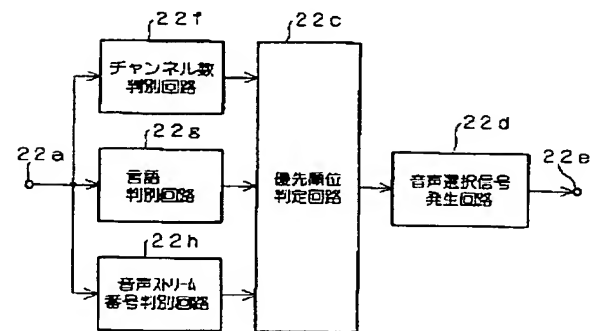 22f
チャンネル数
判別回路
22c
22a
22g
言語
判別回路
優先順位
判定回路
22d
音声選択信号
発生回路
22e
22h
音声ストリーム
番号判別回路